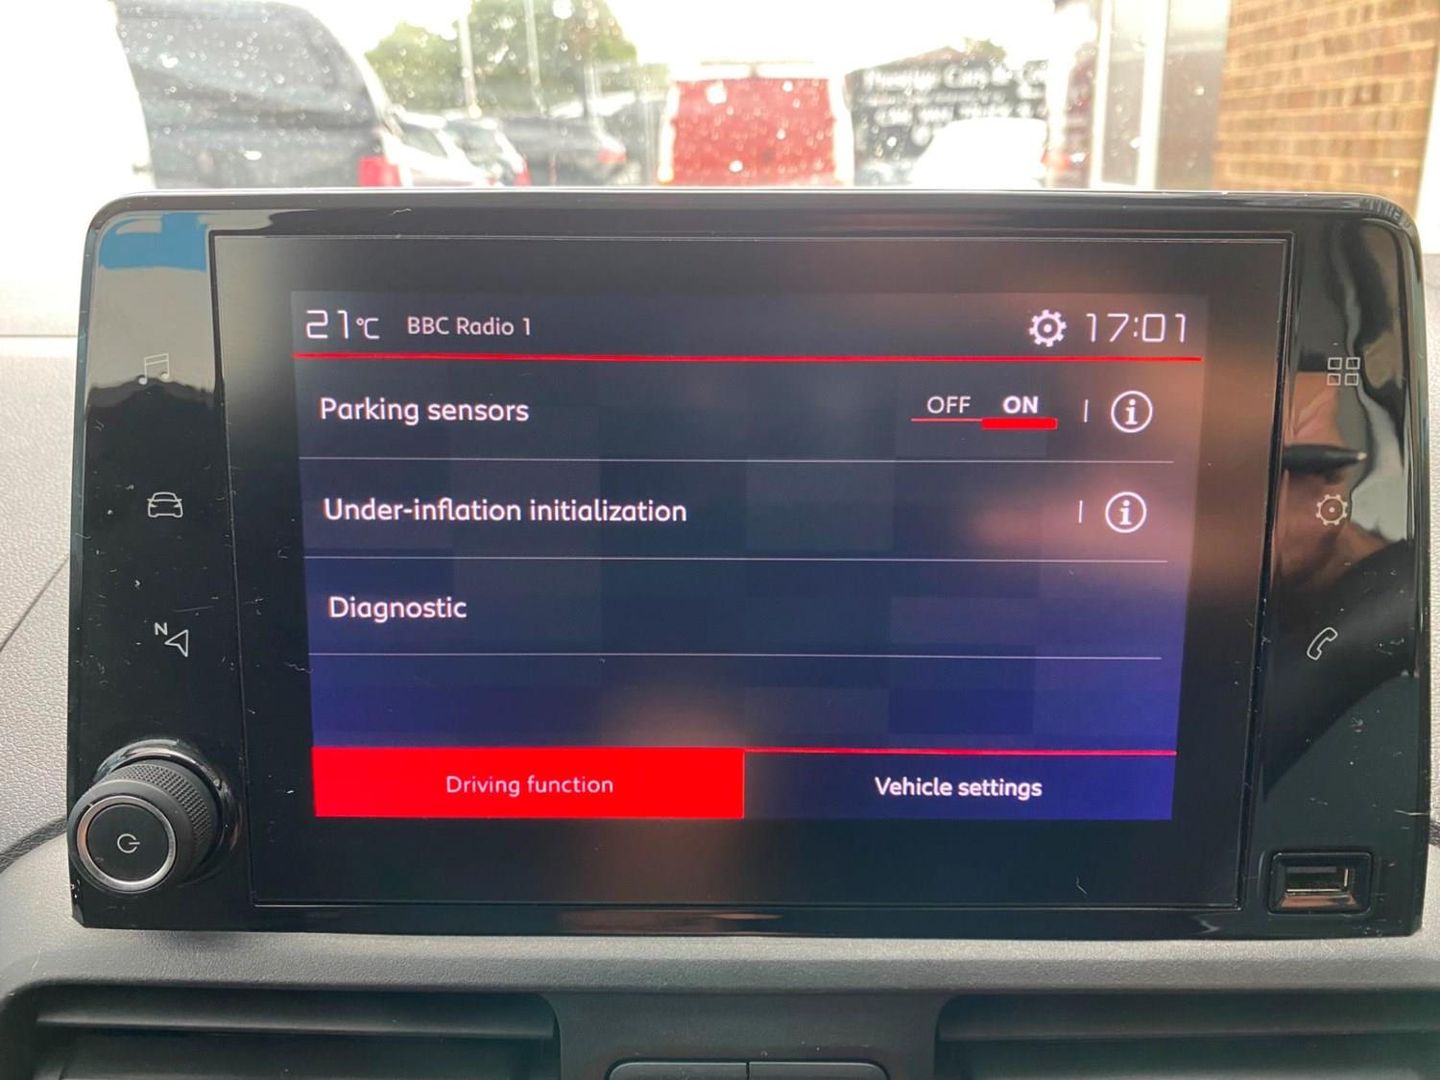 21°C BBC Radio 1 17:01
Parking sensors OFF ON
Under-inflation initialization
Diagnostic
Driving function Vehicle settings
N